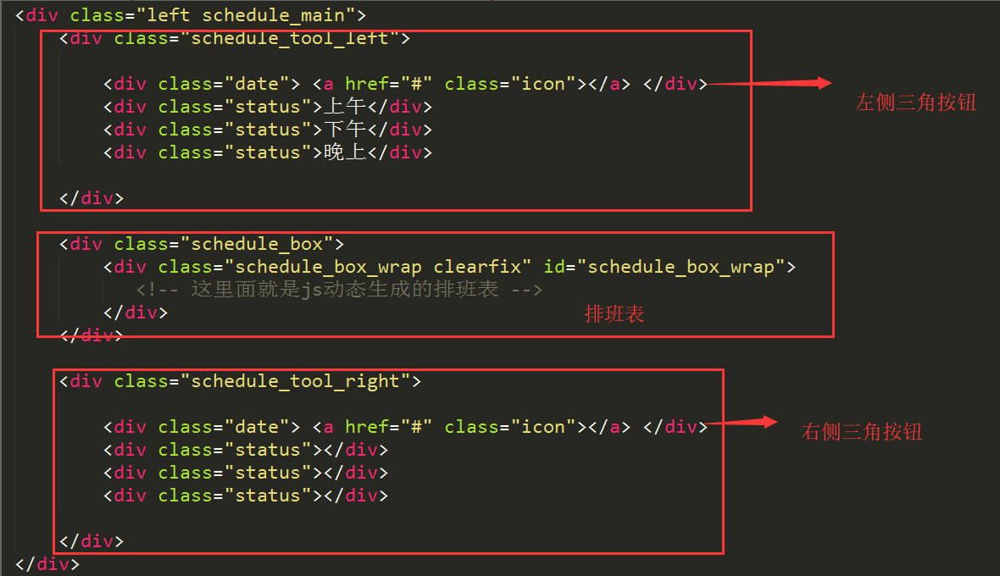 <div class="left schedule_main">
<div class="schedule_tool_left">
<div class="date"> <a href="#" class="icon"></a> </div>
左侧三角按钮
<div class="status">上午</div>
<div class="status">下午</div>
<div class="status">晚上</div>
</div>
<div class="schedule_box">
<div class="schedule_box_wrap clearfix" id="schedule_box_wrap">
<!-- 这里面就是js动态生成的排班表 -->
</div>
排班表
</div>
<div class="schedule_tool_right">
<div class="date"> <a href="#" class="icon"></a> </div>
右侧三角按钮
<div class="status"></div>
<div class="status"></div>
<div class="status"></div>
</div>
</div>